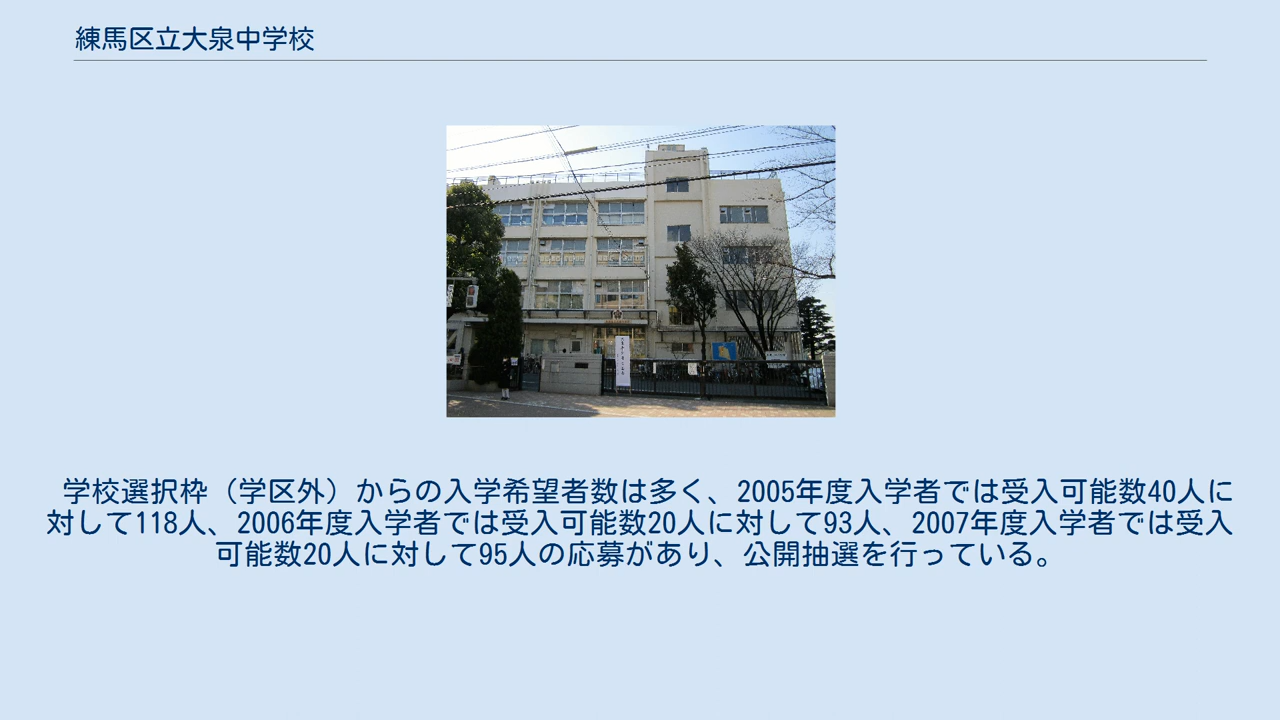 練馬区立大泉中学校
学校選択枠（学区外）からの入学希望者数は多く、2005年度入学者では受入可能数40人に
対して118人、2006年度入学者では受入可能数20人に対して93人、2007年度入学者では受入
可能数20人に対して95人の応募があり、公開抽選を行っている。